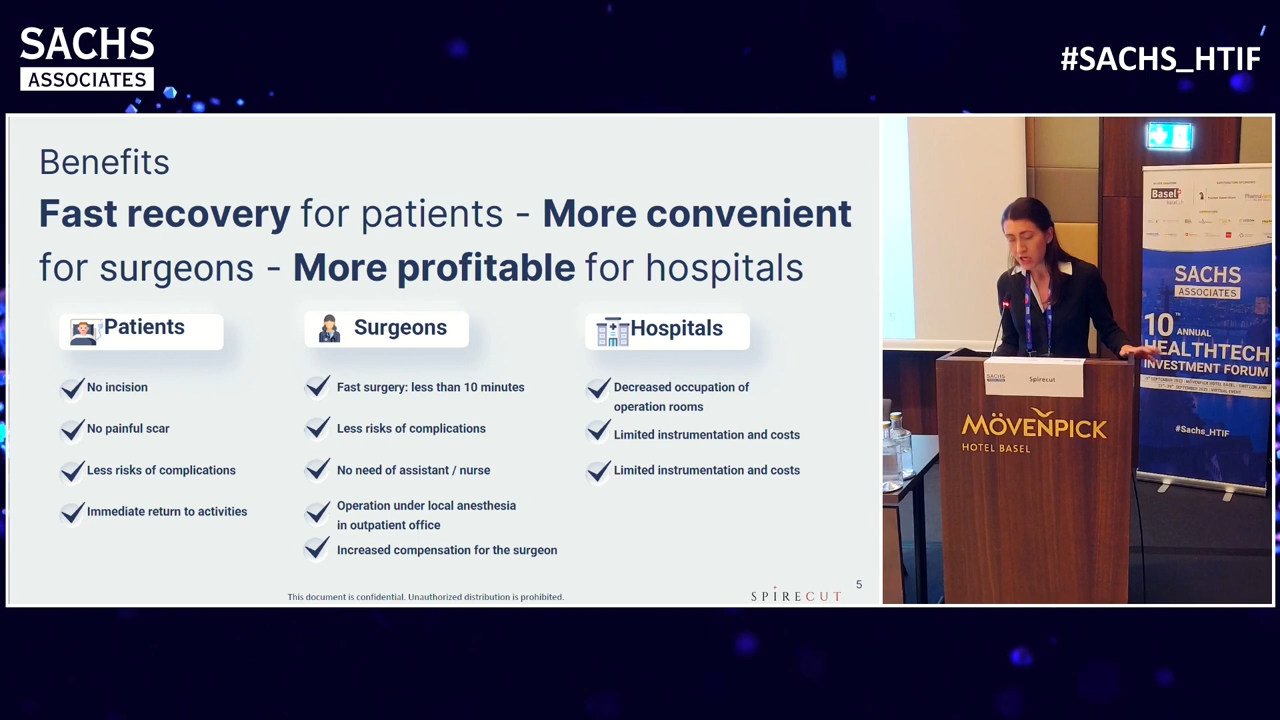 SACHS
ASSOCIATES
#SACHS_HTIF
Benefits
Fast recovery for patients - More convenient
for surgeons - More profitable for hospitals
Patients
No incision
No painful scar
Less risks of complications
Immediate return to activities
Surgeons
Fast surgery: less than 10 minutes
Less risks of complications
No need of assistant / nurse
Operation under local anesthesia
in outpatient office
Increased compensation for the surgeon
Hospitals
Decreased occupation of
operation rooms
Limited instrumentation and costs
Limited instrumentation and costs
This document is confidential. Unauthorized distribution is prohibited.
SPIRECUT
5
SACHS
ASSOCIATES
Spirecut
MÖVENPICK
HOTEL BASEL
Basel
SACHS
ASSOCIATES
10TH ANNUAL
HEALTHTECH
INVESTMENT FORUM
#Sachs_HTIF